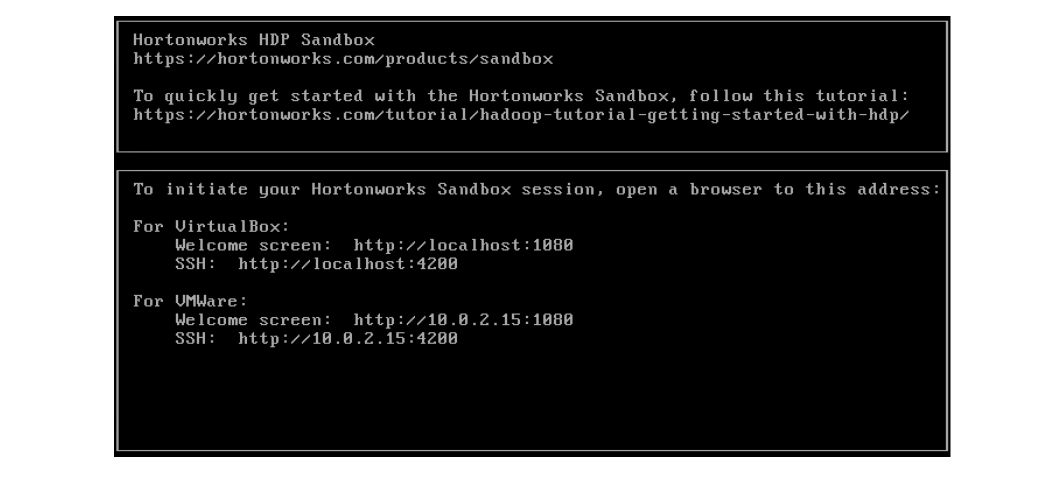 Hortonworks HDP Sandbox
https://hortonworks.com/products/sandbox
To quickly get started with the Hortonworks Sandbox, follow this tutorial:
https://hortonworks.com/tutorial/hadoop-tutorial-getting-started-with-hdp/
To initiate your Hortonworks Sandbox session, open a browser to this address:
For VirtualBox:
Welcome screen: http://localhost:1080
SSH: http://localhost:4200
For VMWare:
Welcome screen: http://10.0.2.15:1080
SSH: http://10.0.2.15:4200